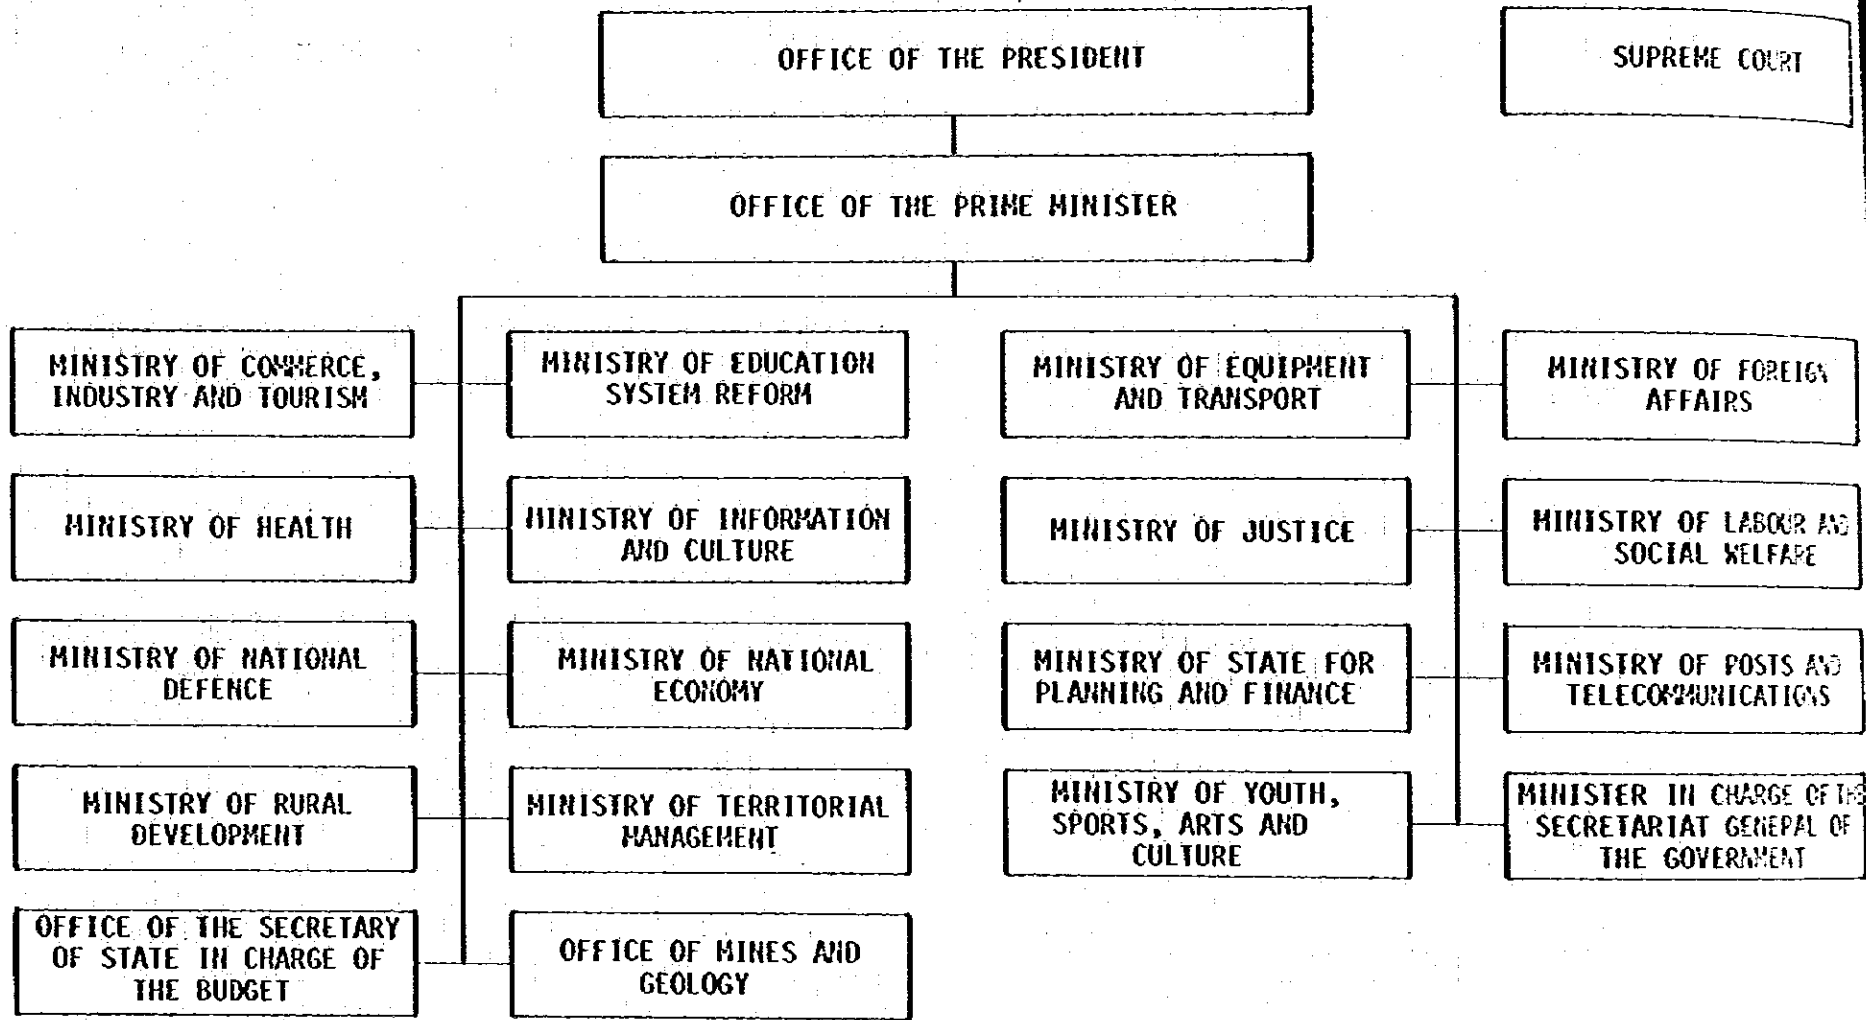 OFFICE OF THE PRESIDENT
SUPREME COURT
OFFICE OF THE PRIME MINISTER
MINISTRY OF COMMERCE,
INDUSTRY AND TOURISM
MINISTRY OF EDUCATION
SYSTEM REFORM
MINISTRY OF EQUIPMENT
AND TRANSPORT
MINISTRY OF FOREIGN
AFFAIRS
MINISTRY OF HEALTH
MINISTRY OF INFORMATION
AND CULTURE
MINISTRY OF JUSTICE
MINISTRY OF LABOUR AND
SOCIAL WELFARE
MINISTRY OF NATIONAL
DEFENCE
MINISTRY OF NATIONAL
ECONOMY
MINISTRY OF STATE FOR
PLANNING AND FINANCE
MINISTRY OF POSTS AND
TELECOMMUNICATIONS
MINISTRY OF RURAL
DEVELOPMENT
MINISTRY OF TERRITORIAL
MANAGEMENT
MINISTRY OF YOUTH,
SPORTS, ARTS AND
CULTURE
MINISTER IN CHARGE OF THE
SECRETARIAT GENERAL OF
THE GOVERNMENT
OFFICE OF THE SECRETARY
OF STATE IN CHARGE OF
THE BUDGET
OFFICE OF MINES AND
GEOLOGY